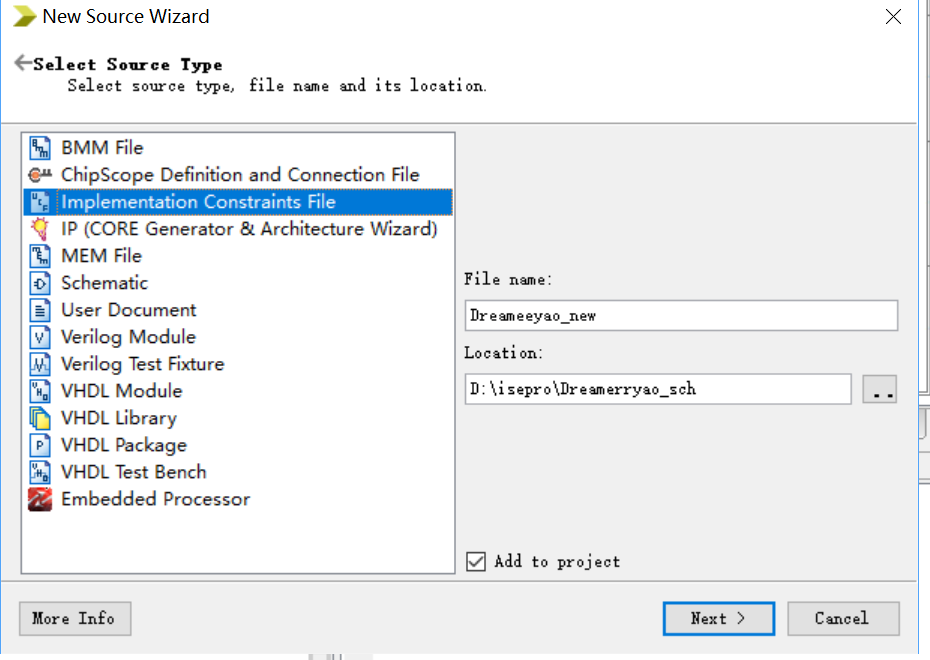 New Source Wizard
Select Source Type
Select source type, file name and its location.
BMM File
ChipScope Definition and Connection File
Implementation Constraints File
IP (CORE Generator & Architecture Wizard)
MEM File
Schematic
User Document
Verilog Module
Verilog Test Fixture
VHDL Module
VHDL Library
VHDL Package
VHDL Test Bench
Embedded Processor
File name:
Dreameeyao_new
Location:
D:\isepro\Dreamerryao_sch
..
Add to project
More Info
Next >
Cancel